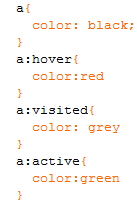 a{
color: black;
}
a:hover{
color:red
}
a:visited{
color: grey
}
a:active{
color:green
}